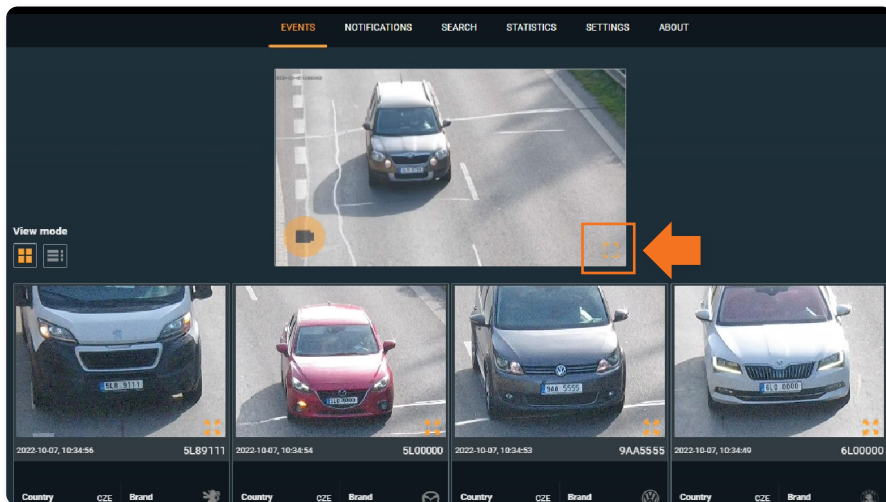 EVENTS NOTIFICATIONS SEARCH STATISTICS SETTINGS ABOUT
View mode
5L8 9111
9AA 5555
6L0 0000
2022-10-07, 10:34:56 5L89111
2022-10-07, 10:34:54 5L00000
2022-10-07, 10:34:53 9AA5555
2022-10-07, 10:34:49 6L00000
Country CZE Brand
Country CZE Brand
Country CZE Brand
Country CZE Brand